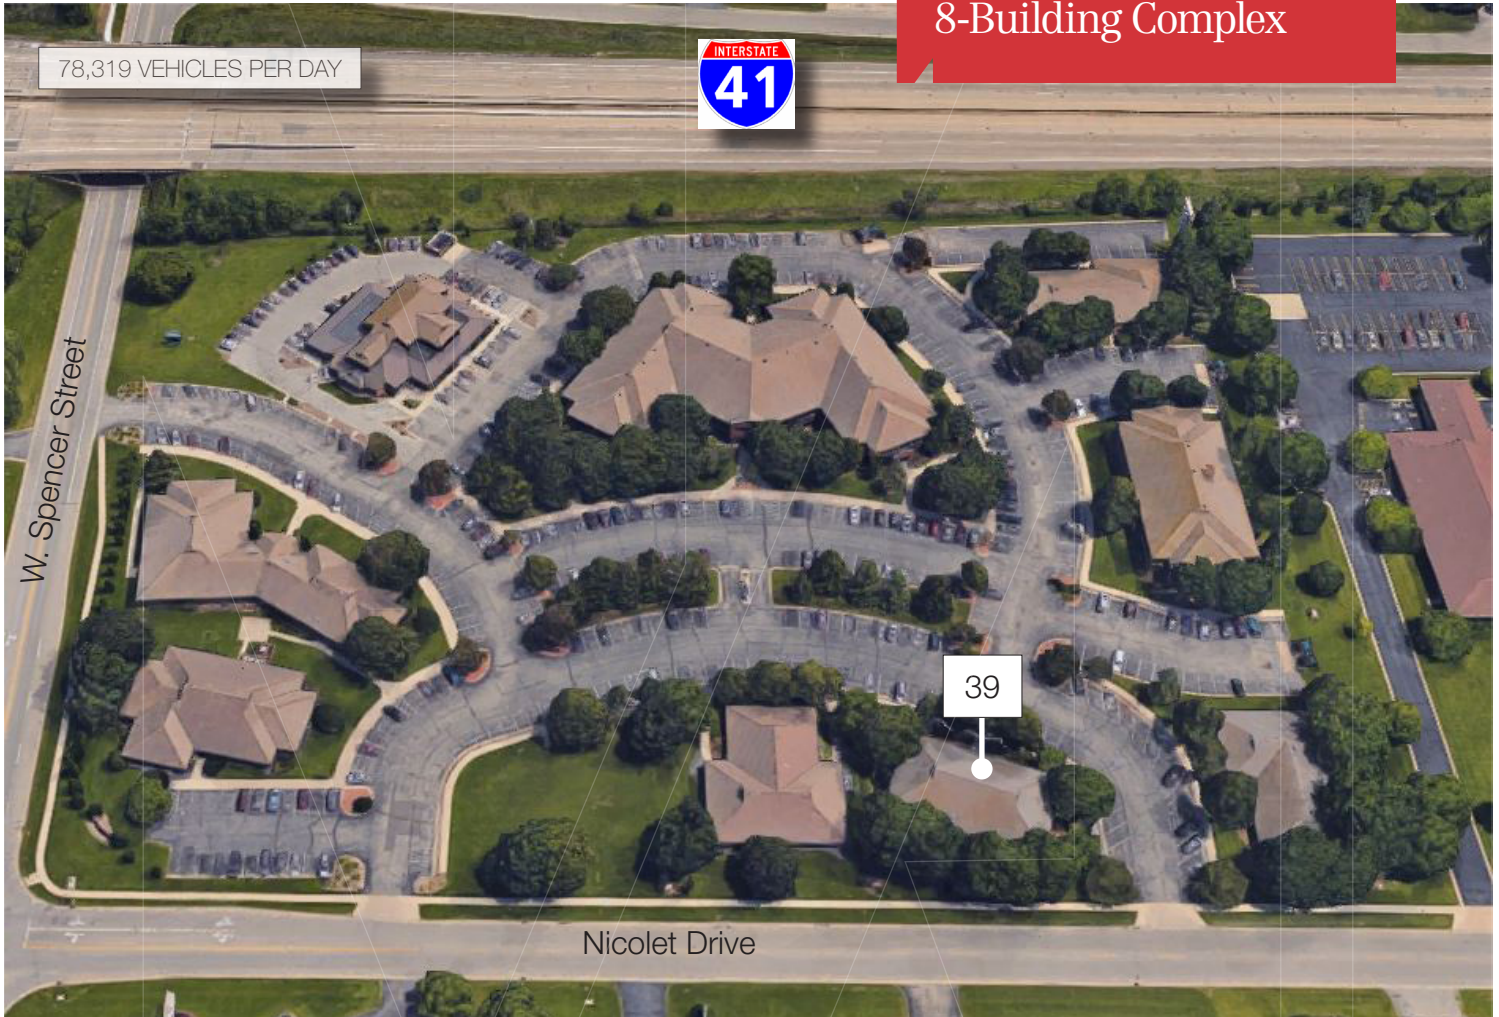 8-Building Complex
78,319 VEHICLES PER DAY
INTERSTATE
41
W. Spencer Street
39
Nicolet Drive